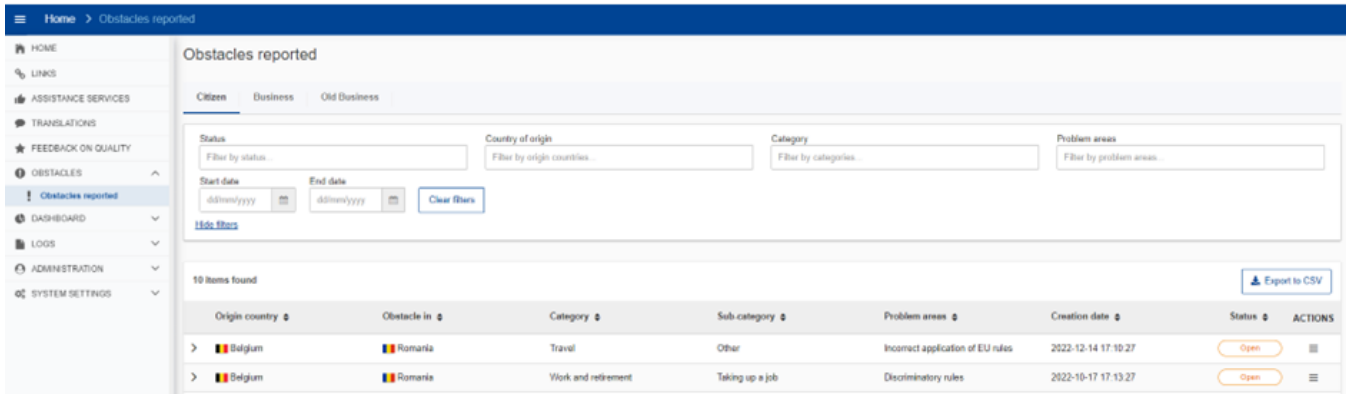 Home > Obstacles reported
HOME
LINKS
ASSISTANCE SERVICES
TRANSLATIONS
FEEDBACK ON QUALITY
OBSTACLES
Obstacles reported
DASHBOARD
LOGS
ADMINISTRATION
SYSTEM SETTINGS
Obstacles reported
Citizen Business Old Business
Status Country of origin Category Problem areas
Filter by status... Filter by origin countries... Filter by categories... Filter by problem areas...
Start date End date
dd/mm/yyyy dd/mm/yyyy Clear filters
Hide filters
10 items found Export to CSV
Origin country Obstacle in Category Sub-category Problem areas Creation date Status ACTIONS
Belgium Romania Travel Other Incorrect application of EU rules 2022-12-14 17:10:27 Open
Belgium Romania Work and retirement Taking up a job Discriminatory rules 2022-10-17 17:13:27 Open